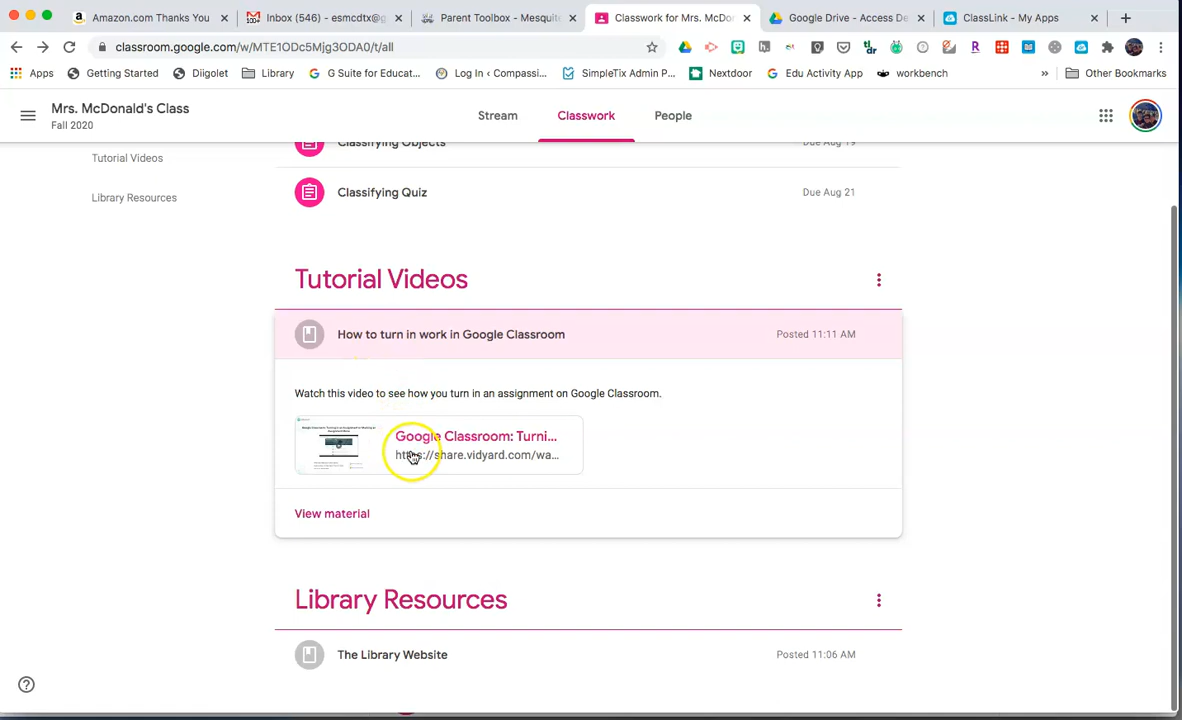 Amazon.com Thank You
Inbox (546) - esmcdtx@g
Parent Toolbox - Mesquit
Classwork for Mrs. McDo
Google Drive - Access De
ClassLink - My Apps
classroom.google.com/w/MTE1ODc5Mjg3ODA0/t/all
Apps
Getting Started
Diigolet
Library
G Suite for Educat...
Log In ‹ Compassi...
SimpleTix Admin P...
Nextdoor
Edu Activity App
workbench
»
Other Bookmarks
Mrs. McDonald's Class
Fall 2020
Stream
Classwork
People
Tutorial Videos
Library Resources
Classifying Objects
Due Aug 19
Classifying Quiz
Due Aug 21
Tutorial Videos
How to turn in work in Google Classroom
Posted 11:11 AM
Watch this video to see how you turn in an assignment on Google Classroom.
Google Classroom: Turni...
https://share.vidyard.com/wa...
View material
Library Resources
The Library Website
Posted 11:06 AM